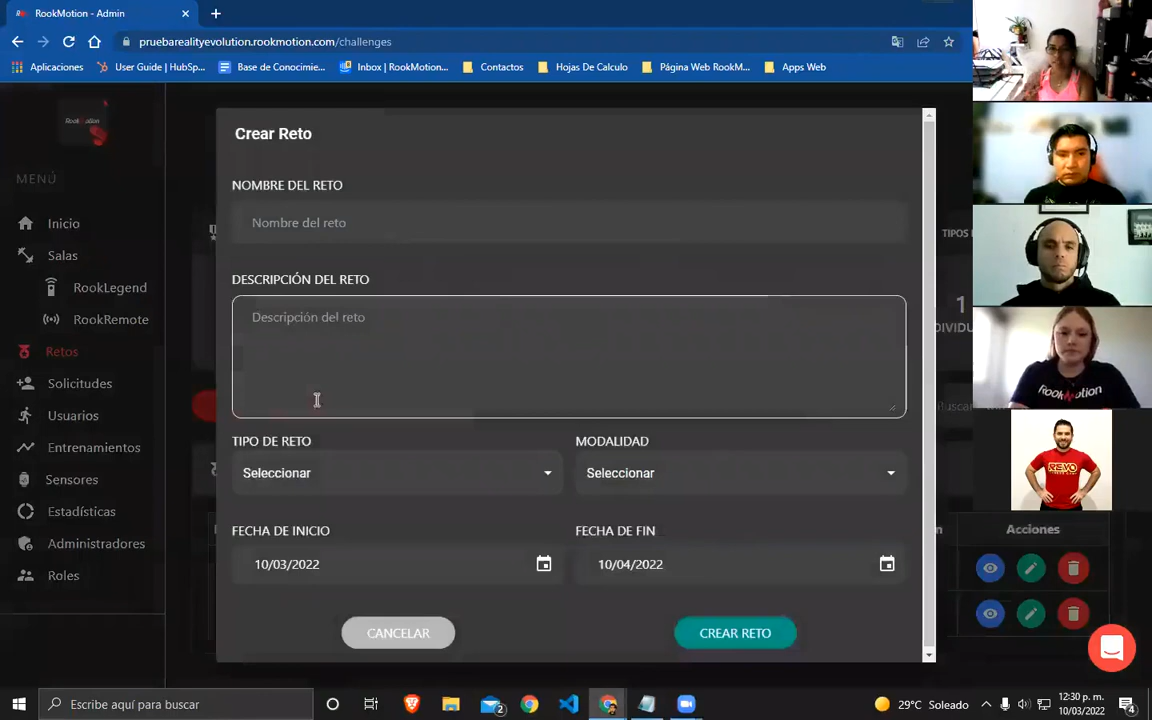 RookMotion - Admin
pruebarealityevolution.rookmotion.com/challenges
Aplicaciones
User Guide | HubSp...
Base de Conocimie...
Inbox | RookMotion...
Contactos
Hojas De Calculo
Página Web RookM...
Apps Web
RookMotion
MENÚ
Inicio
Salas
RookLegend
RookRemote
Retos
Solicitudes
Usuarios
Entrenamientos
Sensores
Estadísticas
Administradores
Roles
Crear Reto
NOMBRE DEL RETO
Nombre del reto
DESCRIPCIÓN DEL RETO
Descripción del reto
TIPO DE RETO
MODALIDAD
Seleccionar
Seleccionar
FECHA DE INICIO
FECHA DE FIN
10/03/2022
10/04/2022
CANCELAR
CREAR RETO
TIPOS
1
Acciones
RookMotion
REVO
Escribe aquí para buscar
2
29°C Soleado
12:30 p. m.
10/03/2022
4